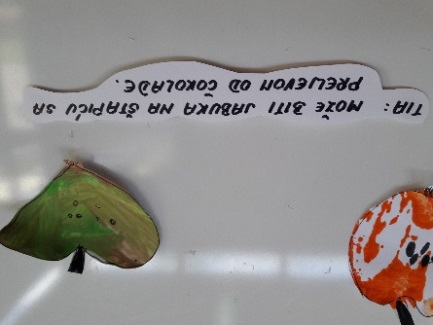 TIA: MOŽE BITI JABUKA NA ŠTAPIĆU SA
PRELJEVOM OD ČOKOLADE.